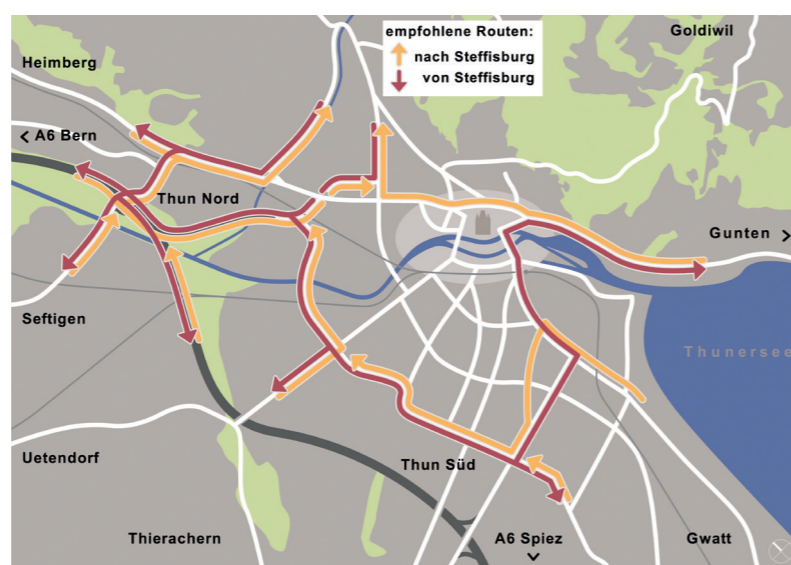 empfohlene Routen:
nach Steffisburg
von Steffisburg
Goldiwil
Heimberg
A6 Bern
Thun Nord
Gunten
Seftigen
Thunersee
Uetendorf
Thun Süd
Thierachern
A6 Spiez
Gwatt